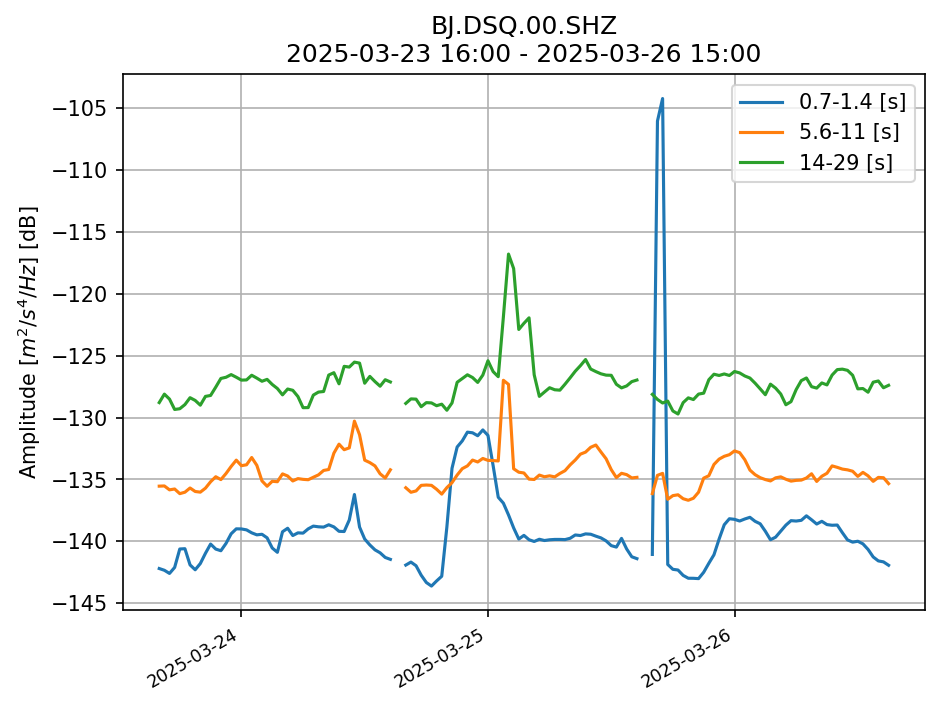 BJ.DSQ.00.SHZ
2025-03-23 16:00 - 2025-03-26 15:00
Amplitude [m²/s⁴/Hz] [dB]
−105
−110
−115
−120
−125
−130
−135
−140
−145
0.7-1.4 [s]
5.6-11 [s]
14-29 [s]
2025-03-24
2025-03-25
2025-03-26